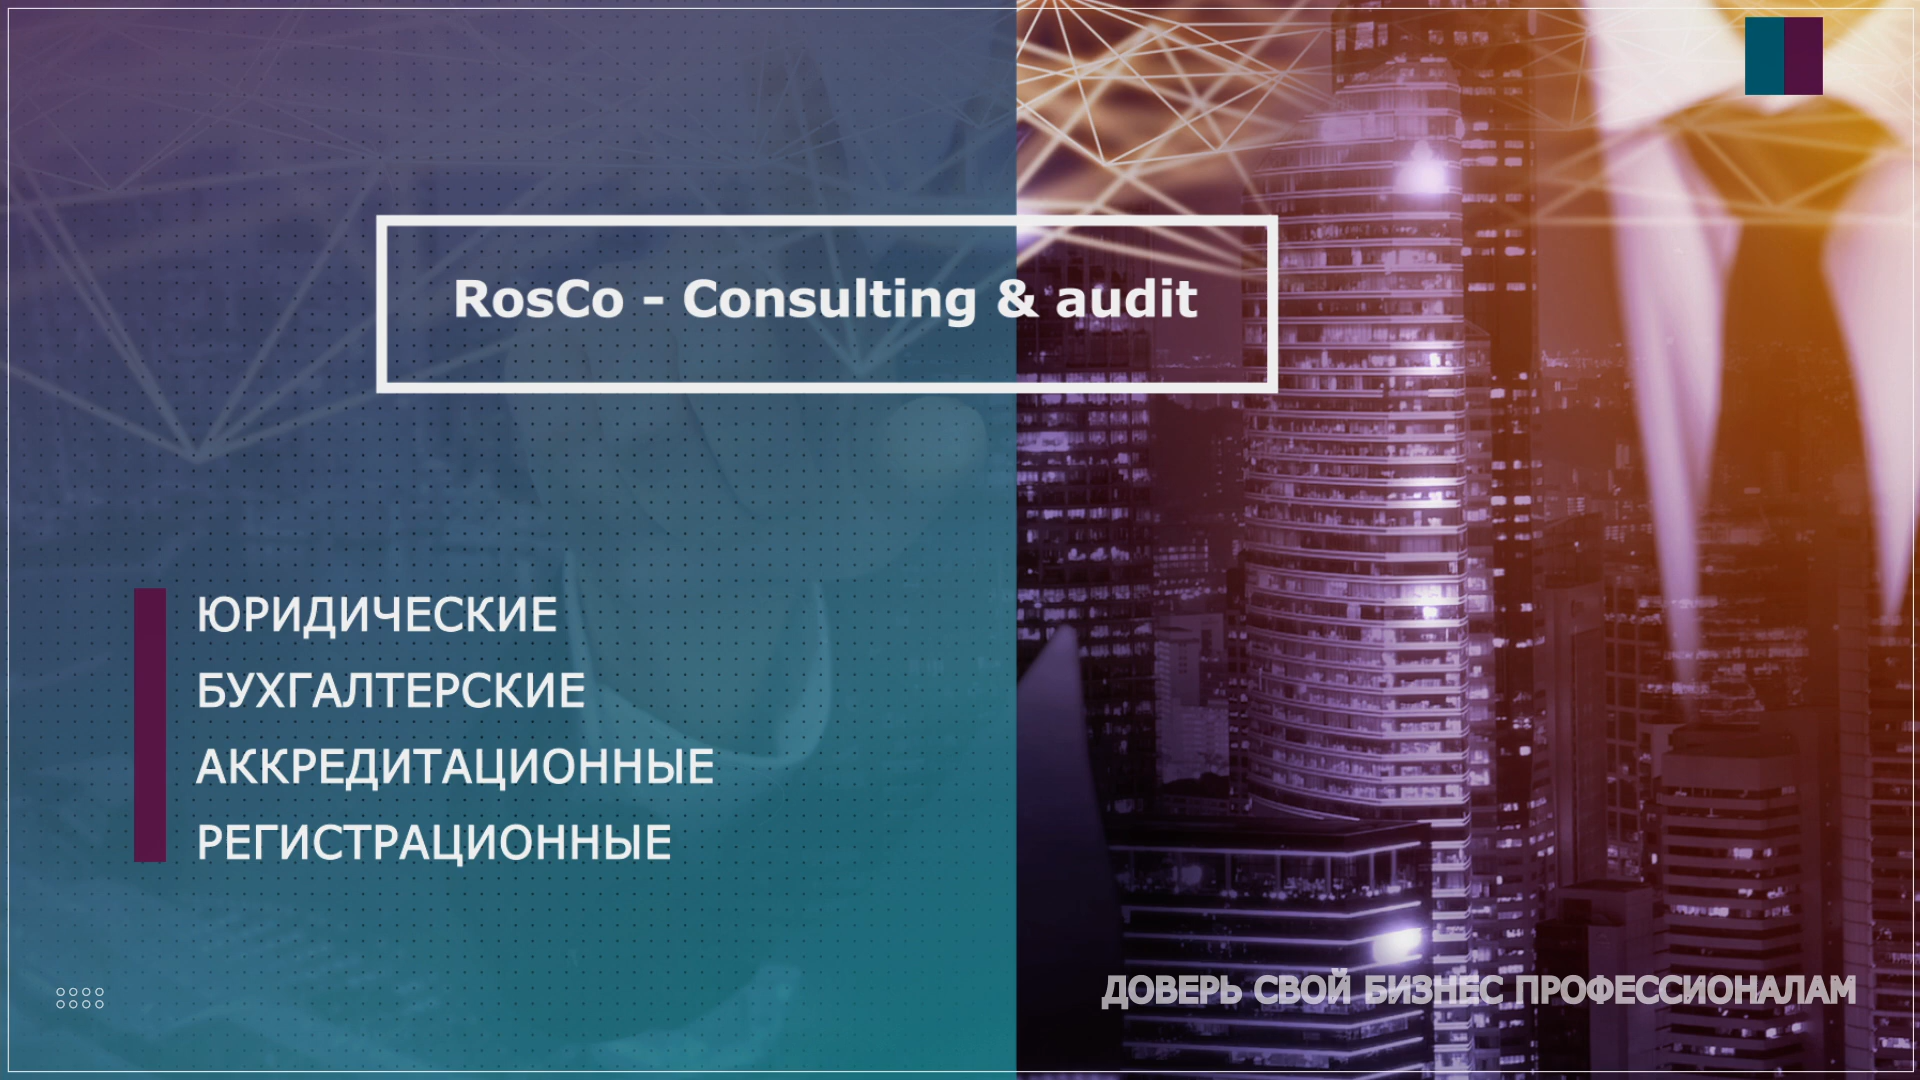 RosCo - Consulting & audit
ЮРИДИЧЕСКИЕ
БУХГАЛТЕРСКИЕ
АККРЕДИТАЦИОННЫЕ
РЕГИСТРАЦИОННЫЕ
ДОВЕРЬ СВОЙ БИЗНЕС ПРОФЕССИОНАЛАМ